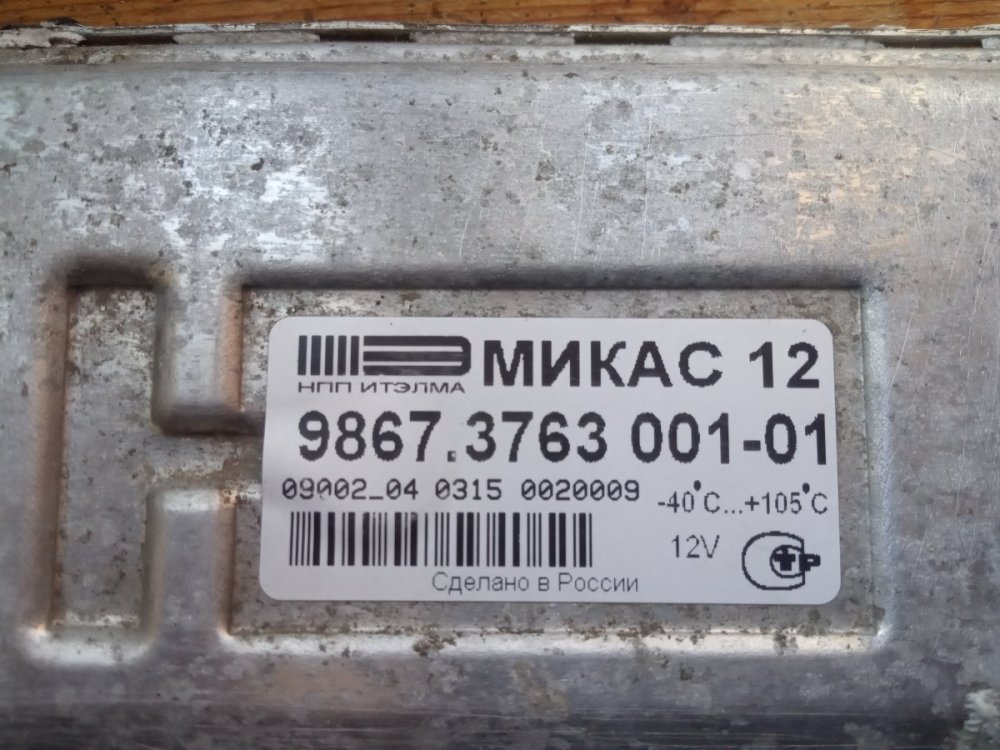 МИКАС 12
НПП ИТЭЛМА
9867.3763 001-01
09002_04 0315 0020009
-40°C...+105°C
12V
Сделано в России